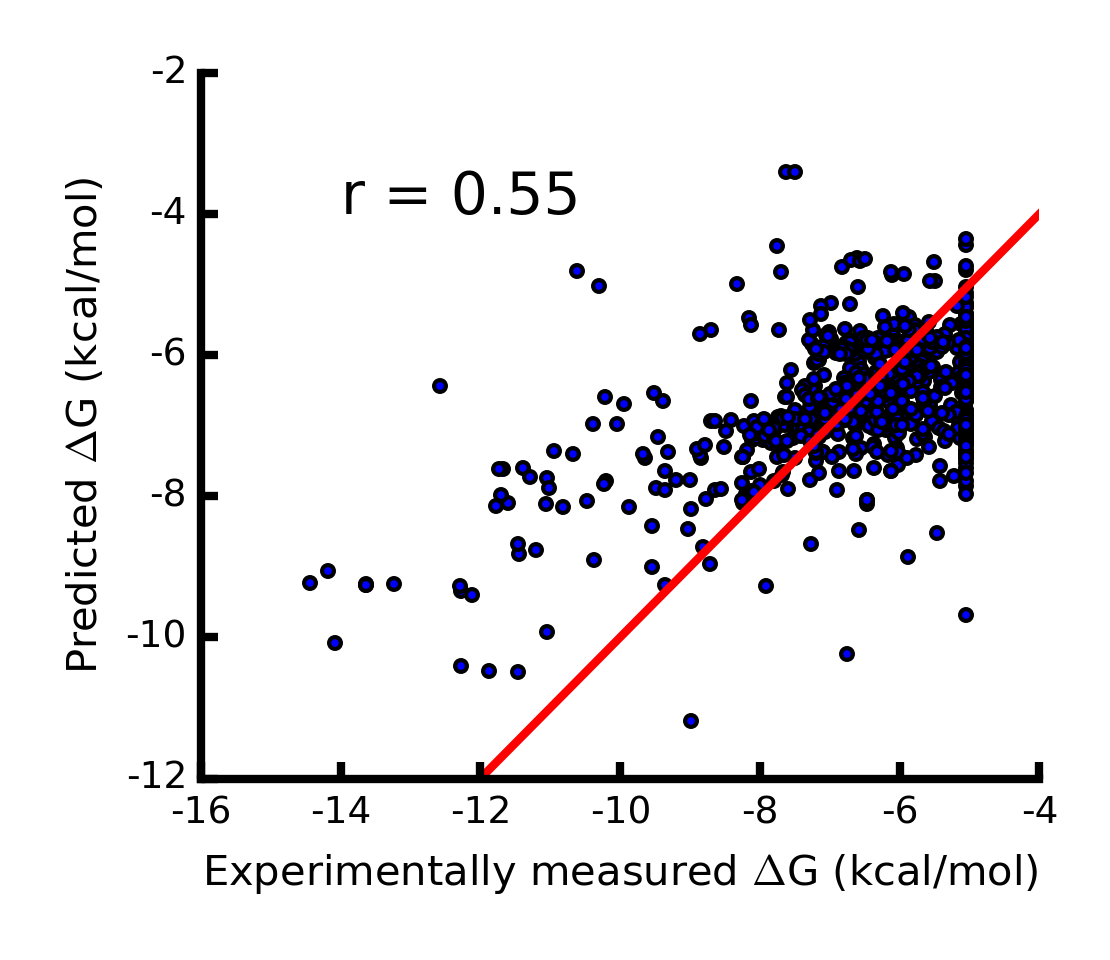 -2
r = 0.55
-4
-6
-8
-10
-12
Predicted ΔG (kcal/mol)
-16 -14 -12 -10 -8 -6 -4
Experimentally measured ΔG (kcal/mol)